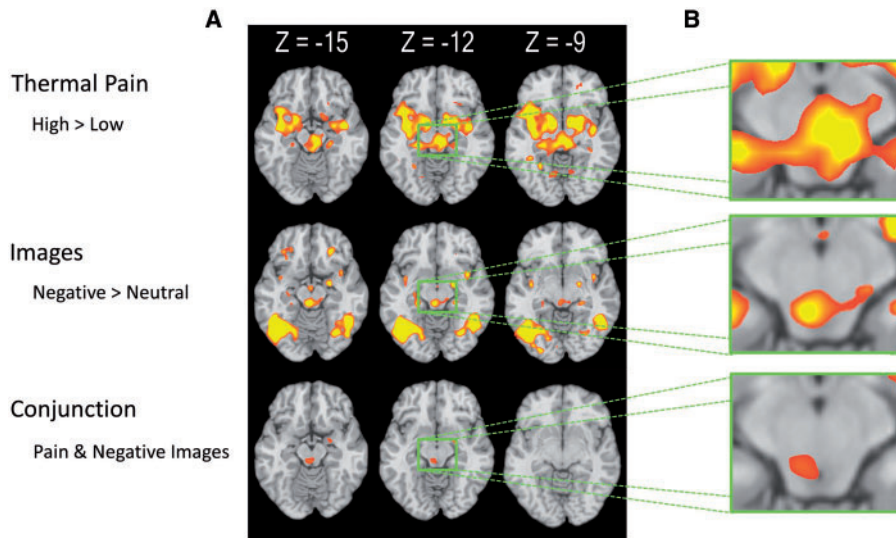 A
B
Z = -15
Z = -12
Z = -9
Thermal Pain
High > Low
Images
Negative > Neutral
Conjunction
Pain & Negative Images